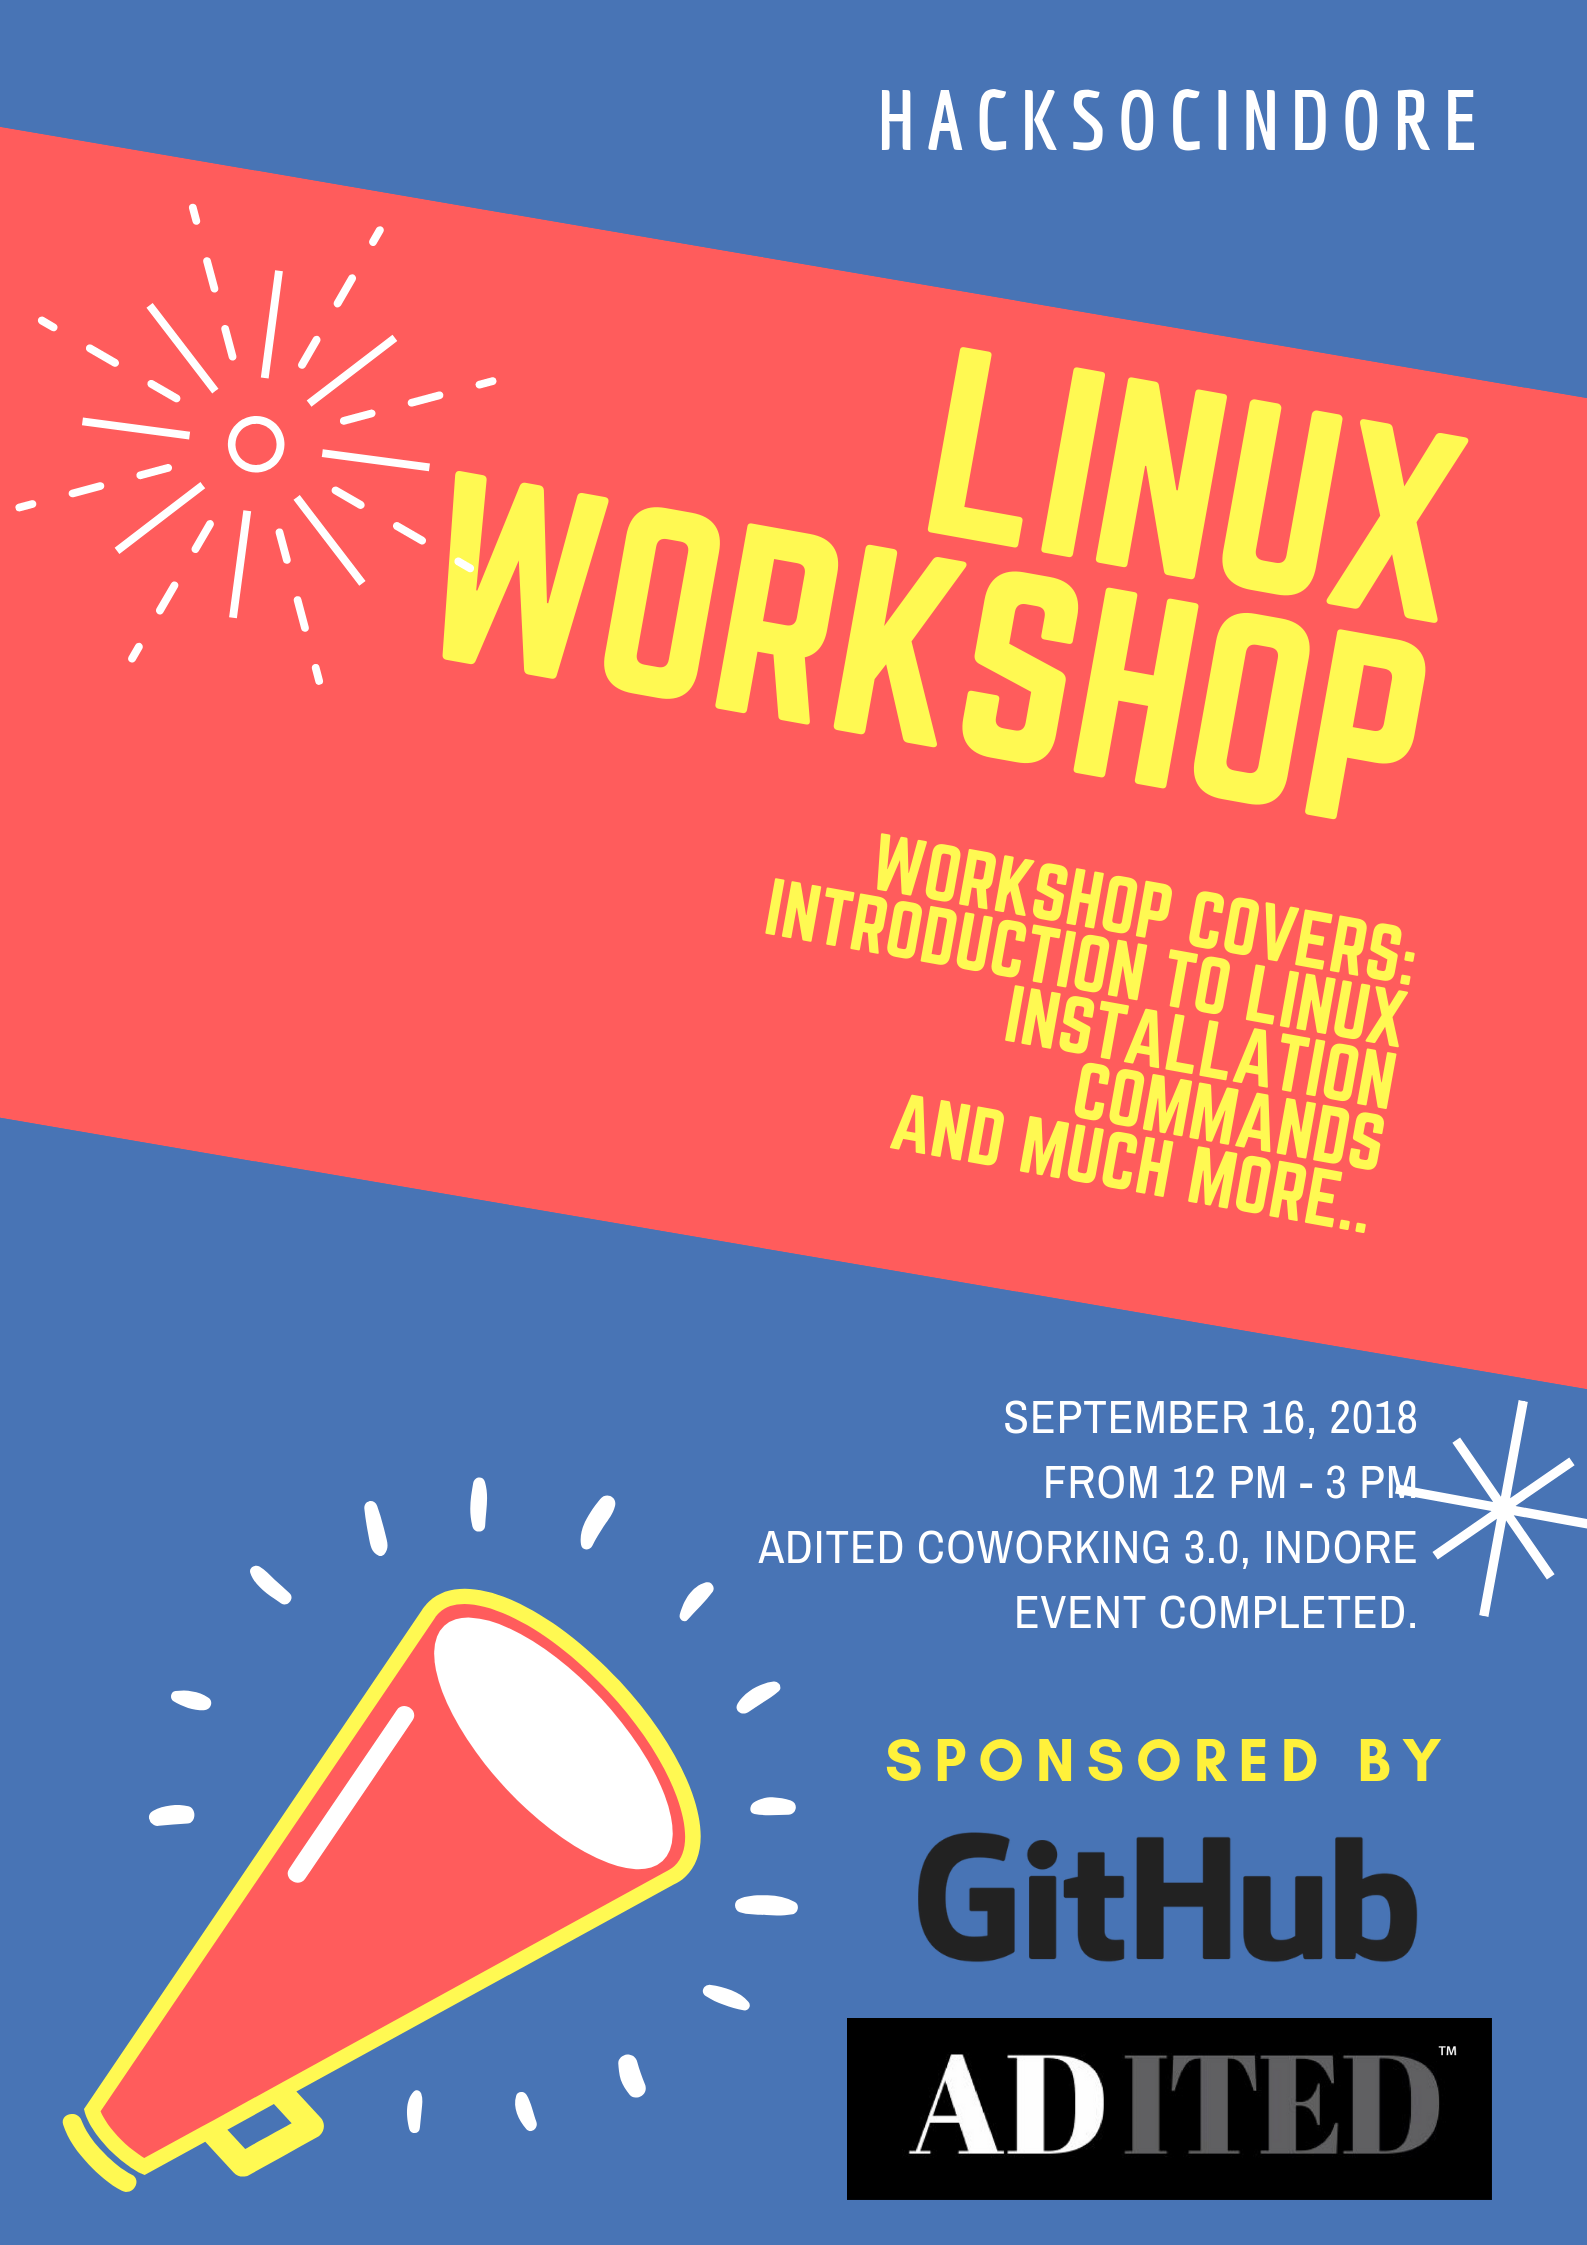 HACKSOCINDORE
LINUX
WORKSHOP
WORKSHOP COVERS:
INTRODUCTION TO LINUX
INSTALLATION
COMMANDS
AND MUCH MORE..
SEPTEMBER 16, 2018
FROM 12 PM - 3 PM
ADITED COWORKING 3.0, INDORE
EVENT COMPLETED.
SPONSORED BY
GitHub
ADITED™